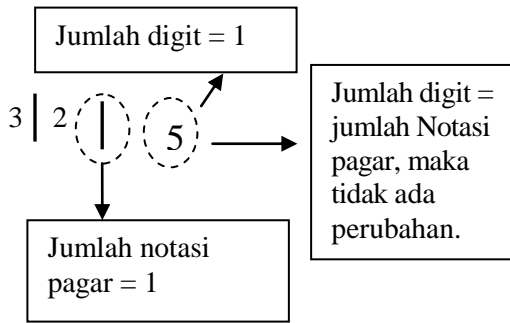 Jumlah digit = 1
3 | 2 | 5
Jumlah digit =
jumlah Notasi
pagar, maka
tidak ada
perubahan.
Jumlah notasi
pagar = 1